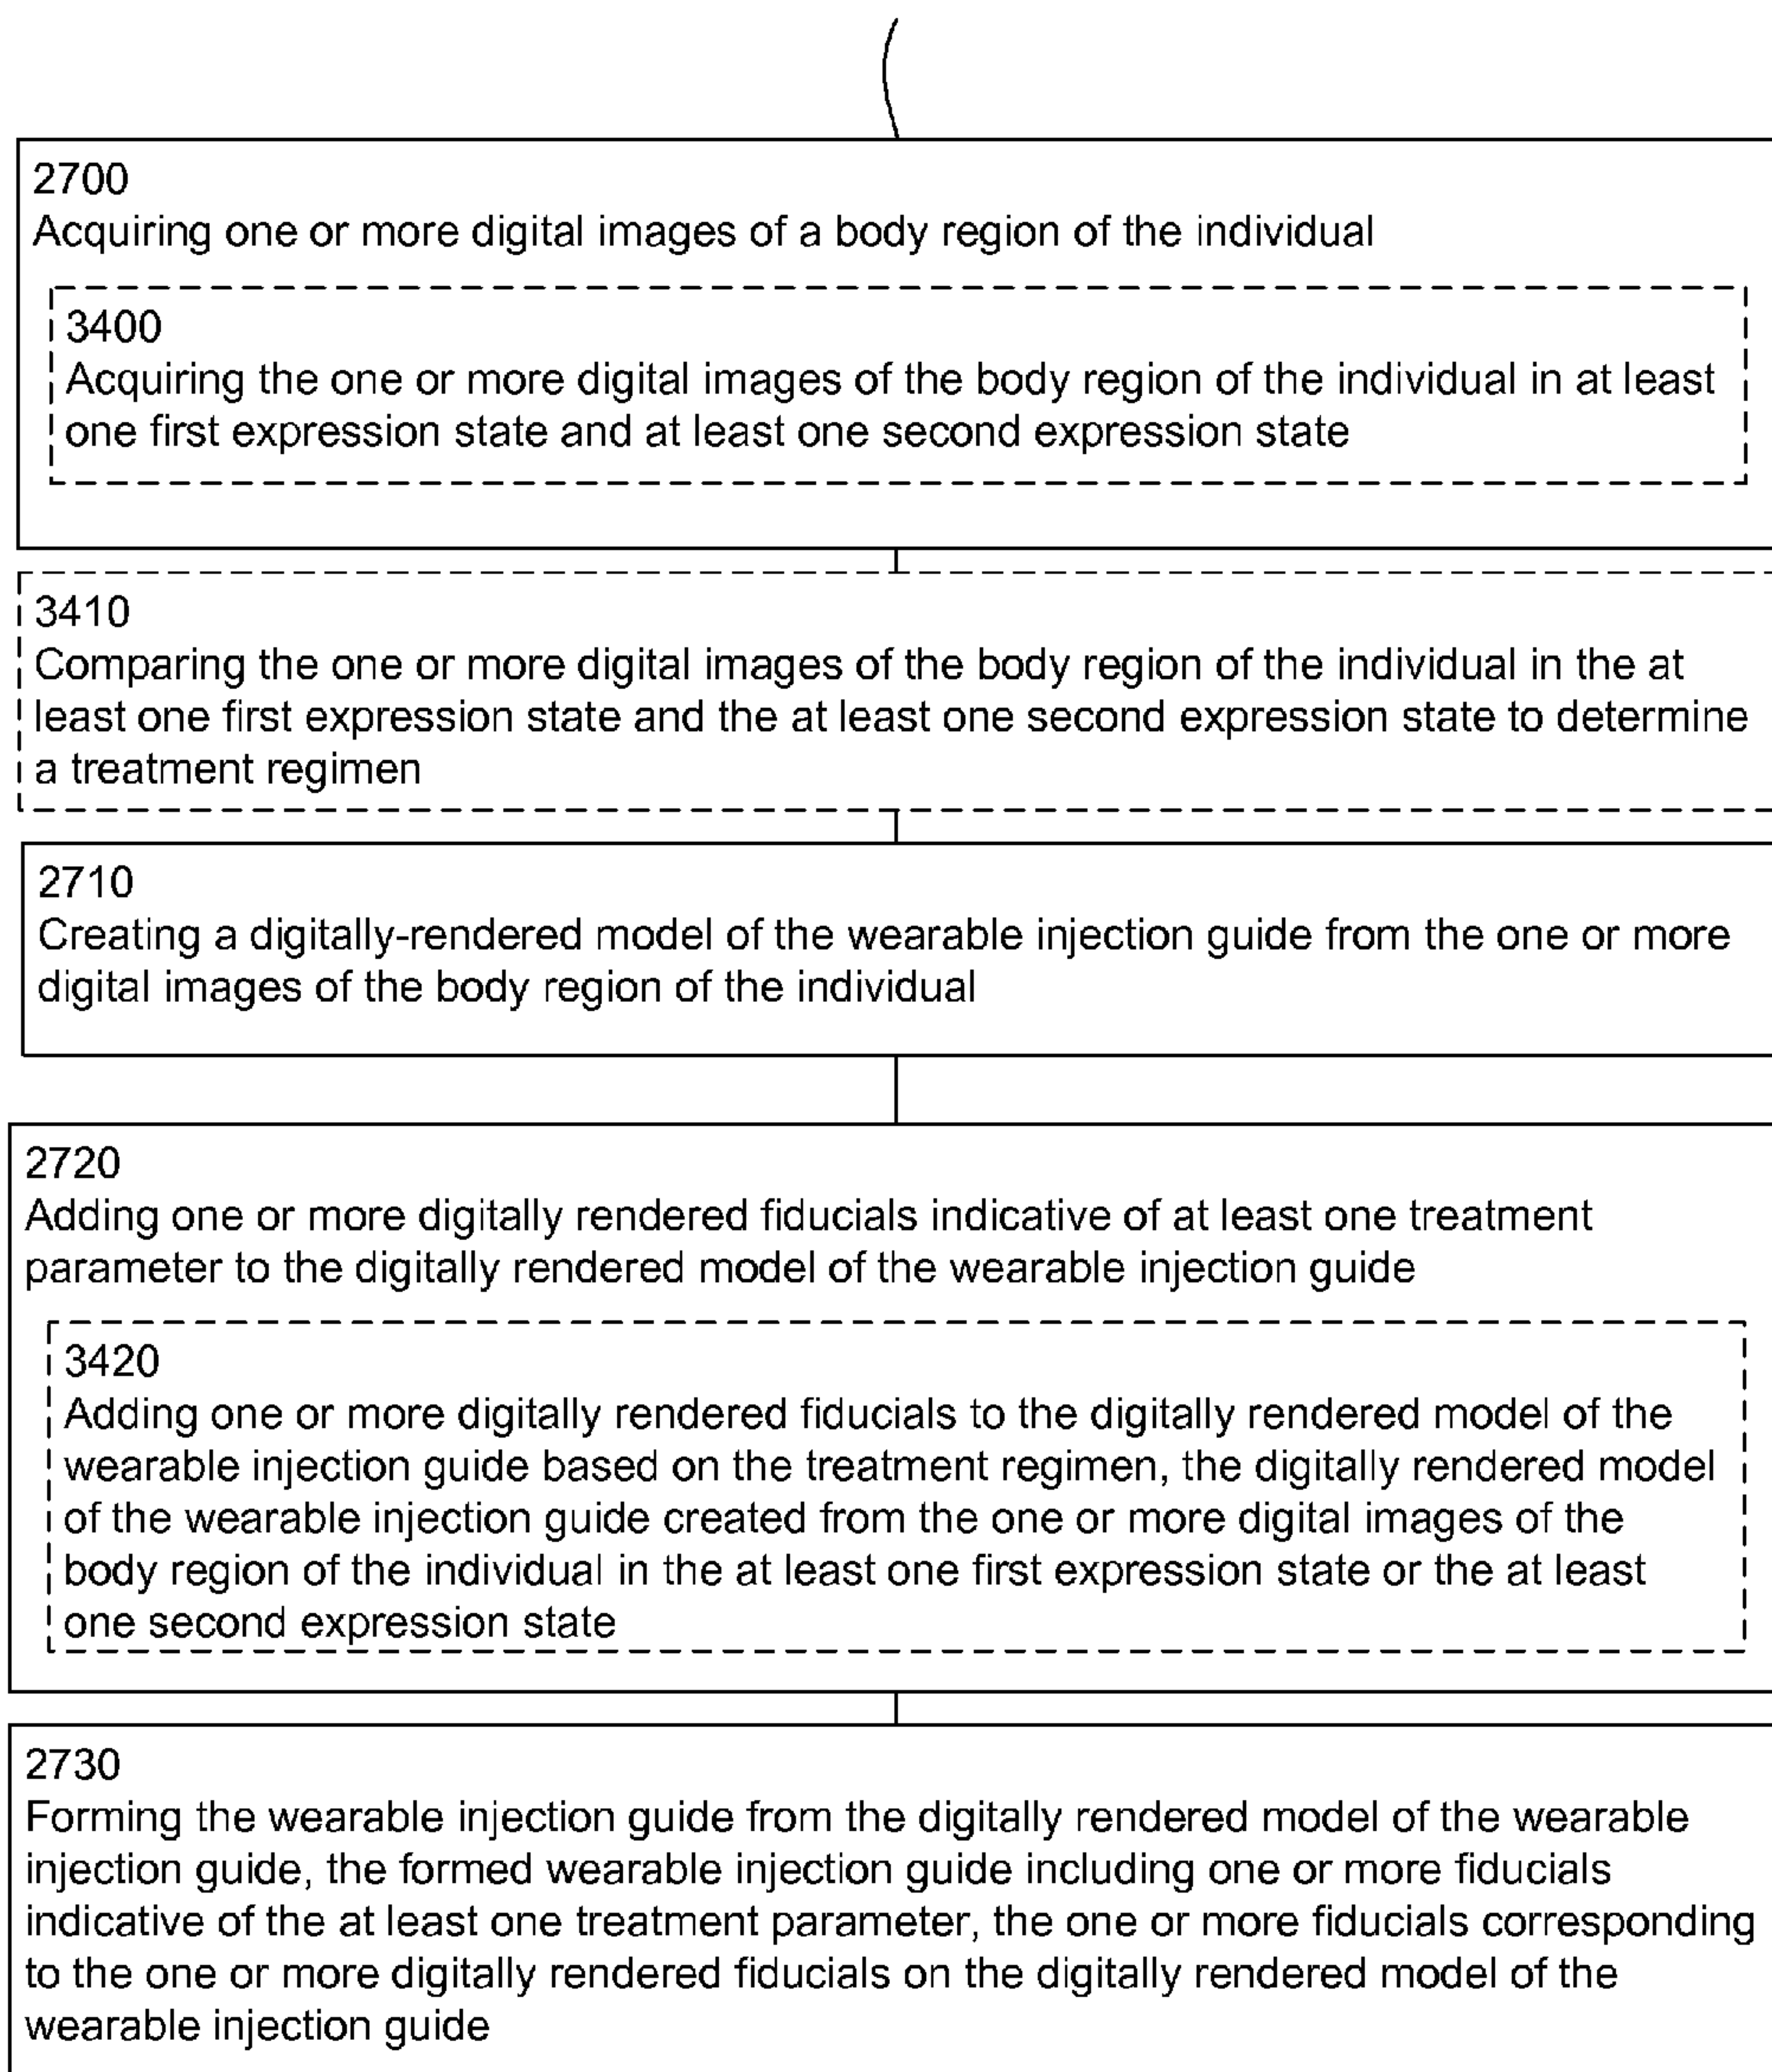 2700
Acquiring one or more digital images of a body region of the individual
3400
Acquiring the one or more digital images of the body region of the individual in at least
one first expression state and at least one second expression state
3410
Comparing the one or more digital images of the body region of the individual in the at
least one first expression state and the at least one second expression state to determine
a treatment regimen
2710
Creating a digitally-rendered model of the wearable injection guide from the one or more
digital images of the body region of the individual
2720
Adding one or more digitally rendered fiducials indicative of at least one treatment
parameter to the digitally rendered model of the wearable injection guide
3420
Adding one or more digitally rendered fiducials to the digitally rendered model of the
wearable injection guide based on the treatment regimen, the digitally rendered model
of the wearable injection guide created from the one or more digital images of the
body region of the individual in the at least one first expression state or the at least
one second expression state
2730
Forming the wearable injection guide from the digitally rendered model of the wearable
injection guide, the formed wearable injection guide including one or more fiducials
indicative of the at least one treatment parameter, the one or more fiducials corresponding
to the one or more digitally rendered fiducials on the digitally rendered model of the
wearable injection guide